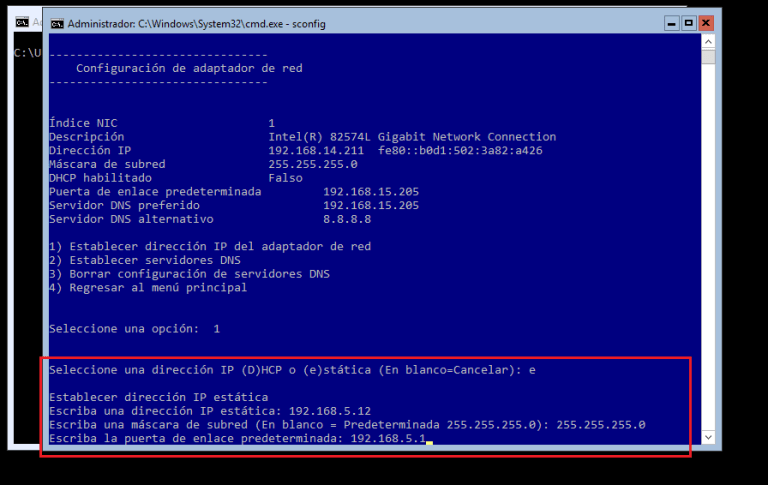 Administrador: C:\Windows\System32\cmd.exe - sconfig
C:\U
-------------------------------
    Configuración de adaptador de red
-------------------------------
Índice NIC                      1
Descripción                     Intel(R) 82574L Gigabit Network Connection
Dirección IP                    192.168.14.211  fe80::b0d1:502:3a82:a426
Máscara de subred               255.255.255.0
DHCP habilitado                 Falso
Puerta de enlace predeterminada         192.168.15.205
Servidor DNS preferido                  192.168.15.205
Servidor DNS alternativo                8.8.8.8
1) Establecer dirección IP del adaptador de red
2) Establecer servidores DNS
3) Borrar configuración de servidores DNS
4) Regresar al menú principal
Seleccione una opción:  1
Seleccione una dirección IP (D)HCP o (e)stática (En blanco=Cancelar): e
Establecer dirección IP estática
Escriba una dirección IP estática: 192.168.5.12
Escriba una máscara de subred (En blanco = Predeterminada 255.255.255.0): 255.255.255.0
Escriba la puerta de enlace predeterminada: 192.168.5.1